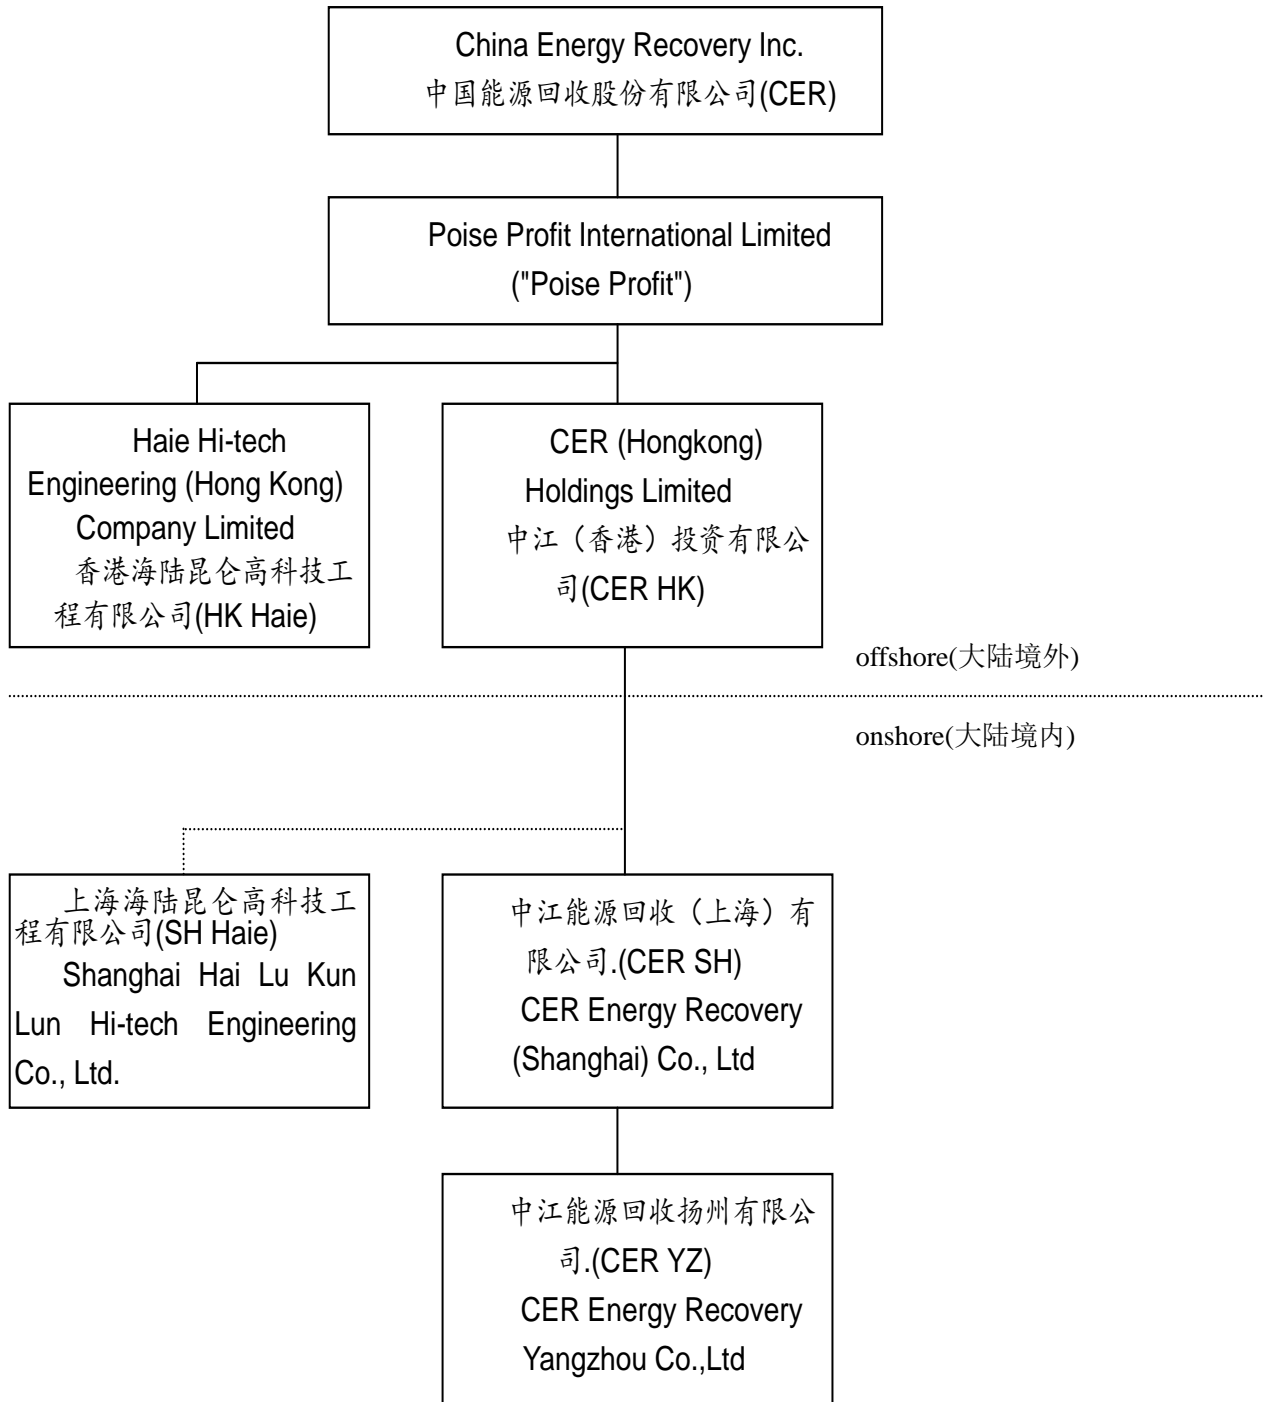 China Energy Recovery Inc.
中国能源回收股份有限公司(CER)
Poise Profit International Limited
("Poise Profit")
Haie Hi-tech
Engineering (Hong Kong)
Company Limited
香港海陆昆仑高科技工
程有限公司(HK Haie)
CER (Hongkong)
Holdings Limited
中江（香港）投资有限公
司(CER HK)
offshore(大陆境外)
onshore(大陆境内)
上海海陆昆仑高科技工
程有限公司(SH Haie)
Shanghai Hai Lu Kun
Lun Hi-tech Engineering
Co., Ltd.
中江能源回收（上海）有
限公司.(CER SH)
CER Energy Recovery
(Shanghai) Co., Ltd
中江能源回收扬州有限公
司.(CER YZ)
CER Energy Recovery
Yangzhou Co.,Ltd